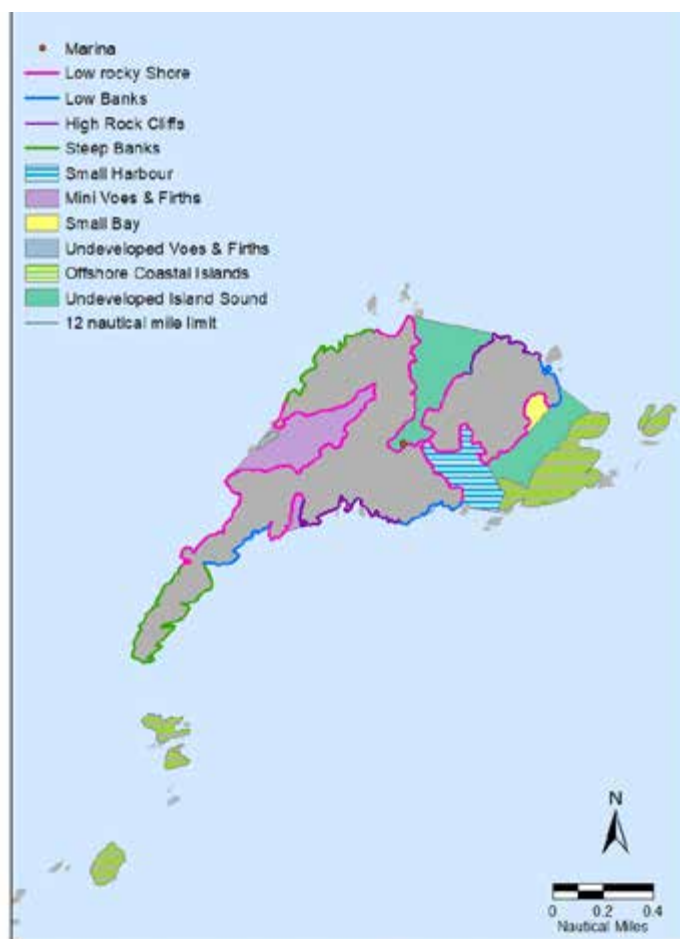 Marina
Low rocky Shore
Low Banks
High Rock Cliffs
Steep Banks
Small Harbour
Mini Voes & Firths
Small Bay
Undeveloped Voes & Firths
Offshore Coastal Islands
Undeveloped Island Sound
12 nautical mile limit
N
0 0.2 0.4
Nautical Miles